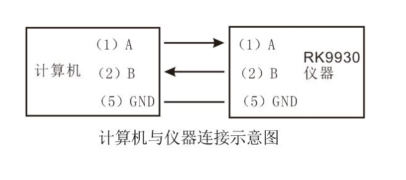 (1) A (1) A
RK9930
计算机 (2) B (2) B 仪器
(5) GND (5) GND
计算机与仪器连接示意图